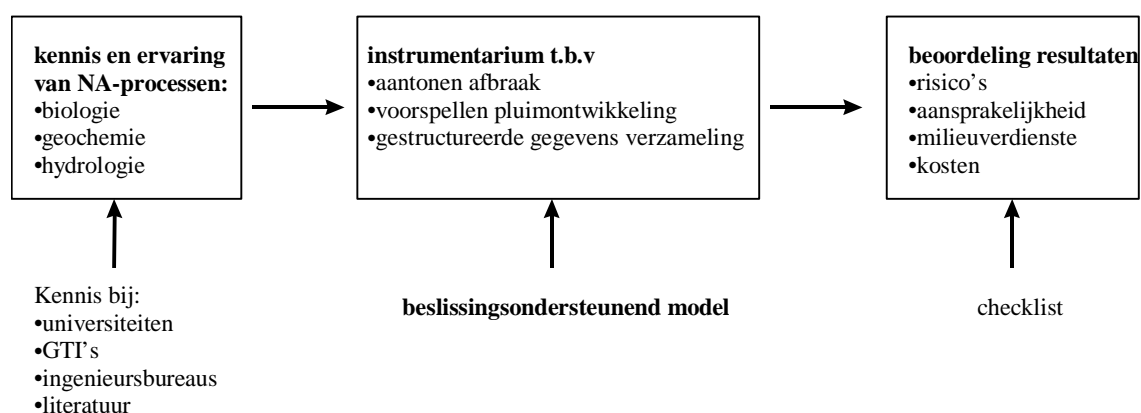 kennis en ervaring
van NA-processen:
•biologie
•geochemie
•hydrologie
instrumentarium t.b.v
•aantonen afbraak
•voorspellen pluimontwikkeling
•gestructureerde gegevens verzameling
beoordeling resultaten
•risico's
•aansprakelijkheid
•milieuverdienste
•kosten
Kennis bij:
•universiteiten
•GTI's
•ingenieursbureaus
•literatuur
beslissingsondersteunend model
checklist